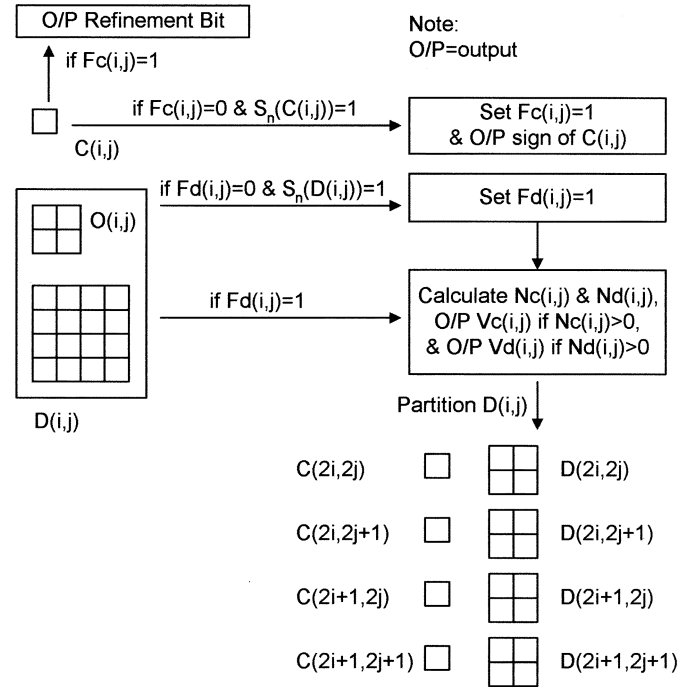 O/P Refinement Bit
Note:
O/P=output
if Fc(i,j)=1
if Fc(i,j)=0 & Sn(C(i,j))=1
Set Fc(i,j)=1
& O/P sign of C(i,j)
C(i,j)
if Fd(i,j)=0 & Sn(D(i,j))=1
Set Fd(i,j)=1
O(i,j)
if Fd(i,j)=1
Calculate Nc(i,j) & Nd(i,j),
O/P Vc(i,j) if Nc(i,j)>0,
& O/P Vd(i,j) if Nd(i,j)>0
D(i,j)
Partition D(i,j)
C(2i,2j) D(2i,2j)
C(2i,2j+1) D(2i,2j+1)
C(2i+1,2j) D(2i+1,2j)
C(2i+1,2j+1) D(2i+1,2j+1)